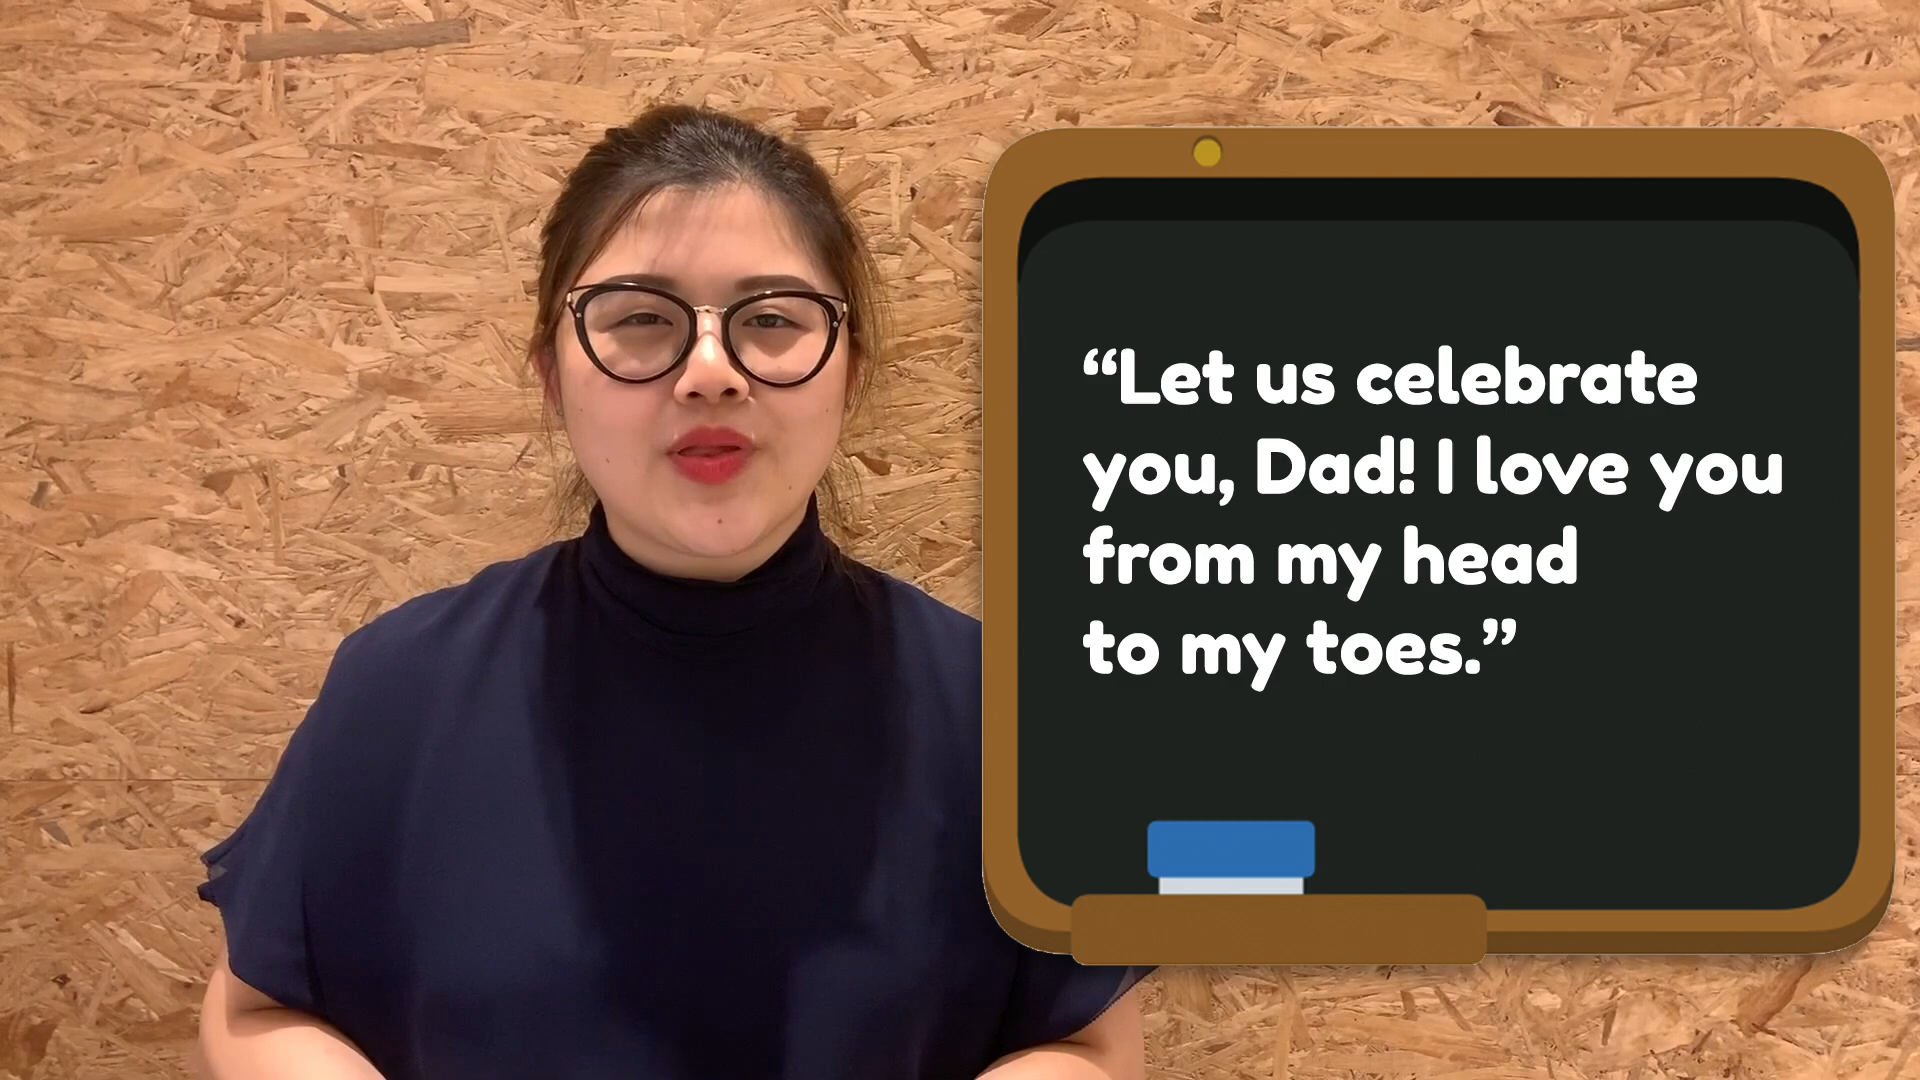 “Let us celebrate
you, Dad! I love you
from my head
to my toes.”